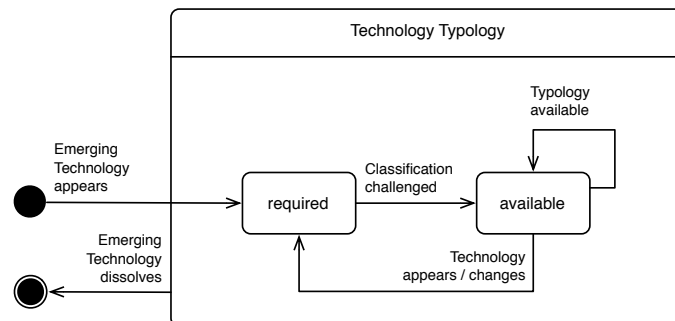 Technology Typology
Typology
available
Emerging
Technology
appears
Classification
challenged
required
available
Emerging
Technology
dissolves
Technology
appears / changes